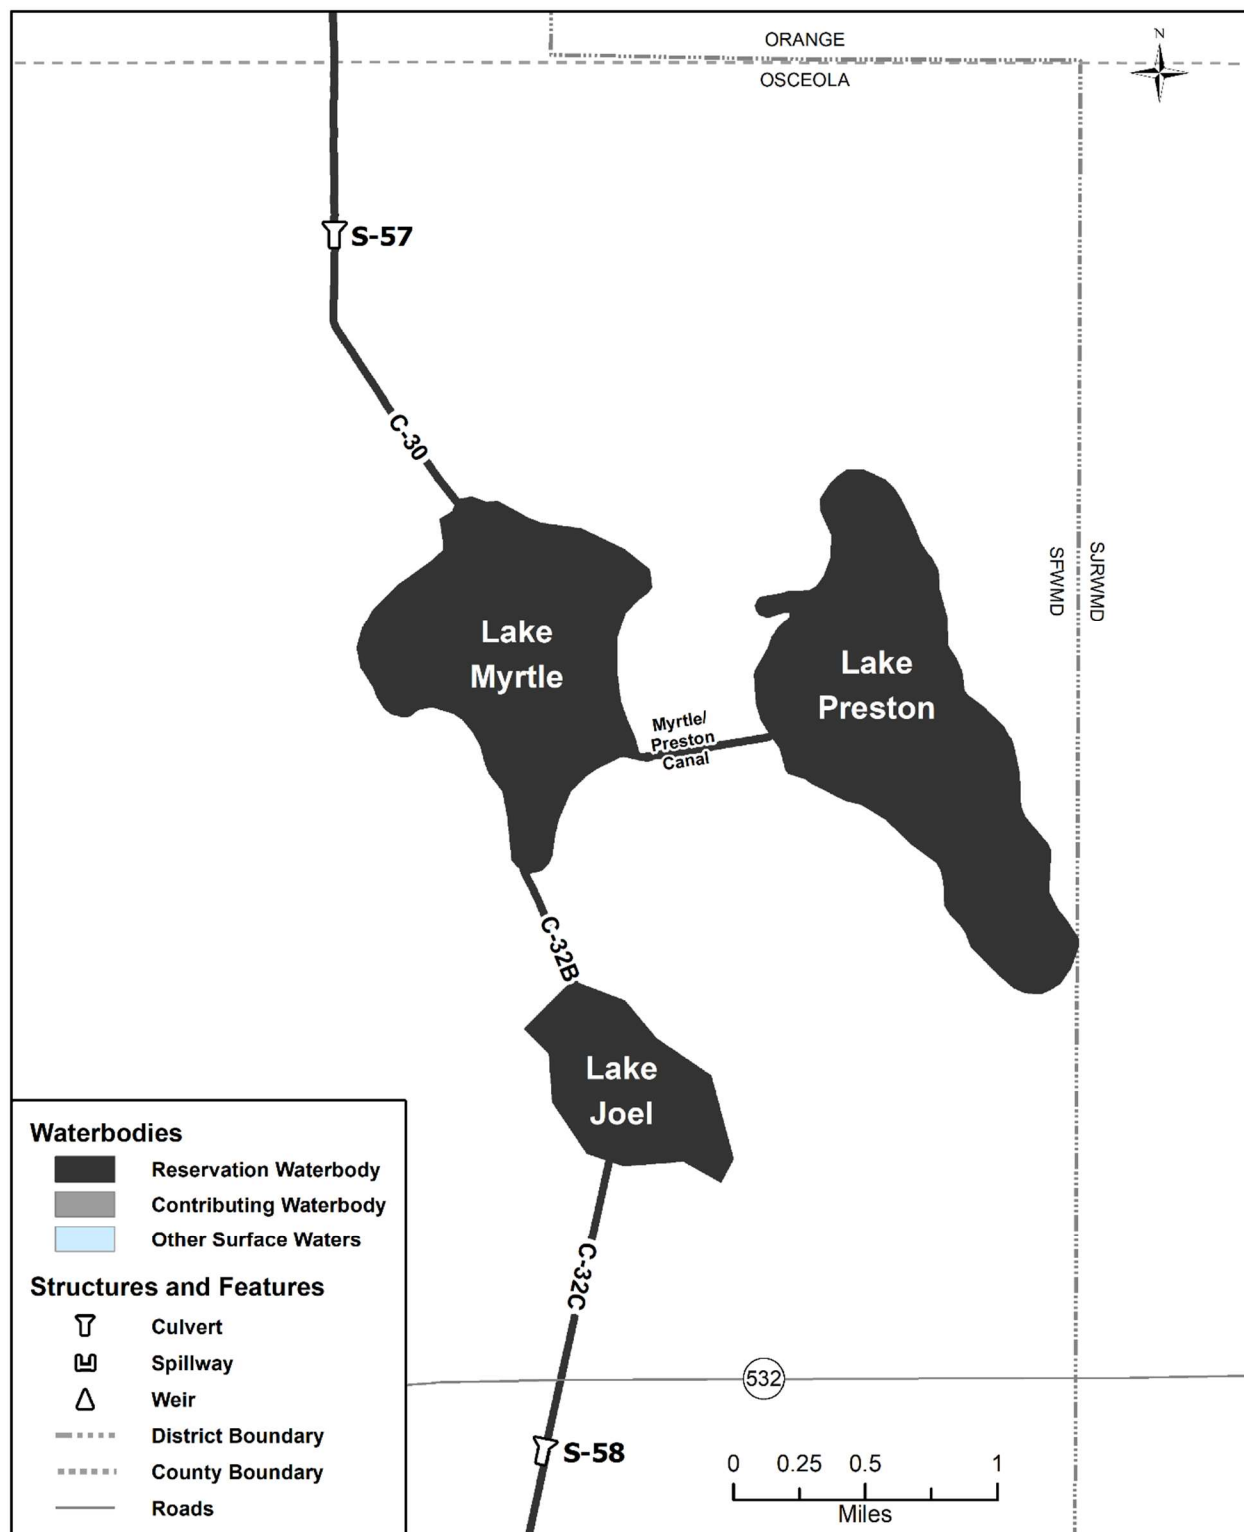 ORANGE
OSCEOLA
N
S-57
C-30
SFWMD
SJRWMD
Lake
Myrtle
Lake
Preston
Myrtle/
Preston
Canal
C-32B
Lake
Joel
C-32C
532
S-58
0 0.25 0.5 1
Miles
Waterbodies
Reservation Waterbody
Contributing Waterbody
Other Surface Waters
Structures and Features
Culvert
Spillway
Weir
District Boundary
County Boundary
Roads